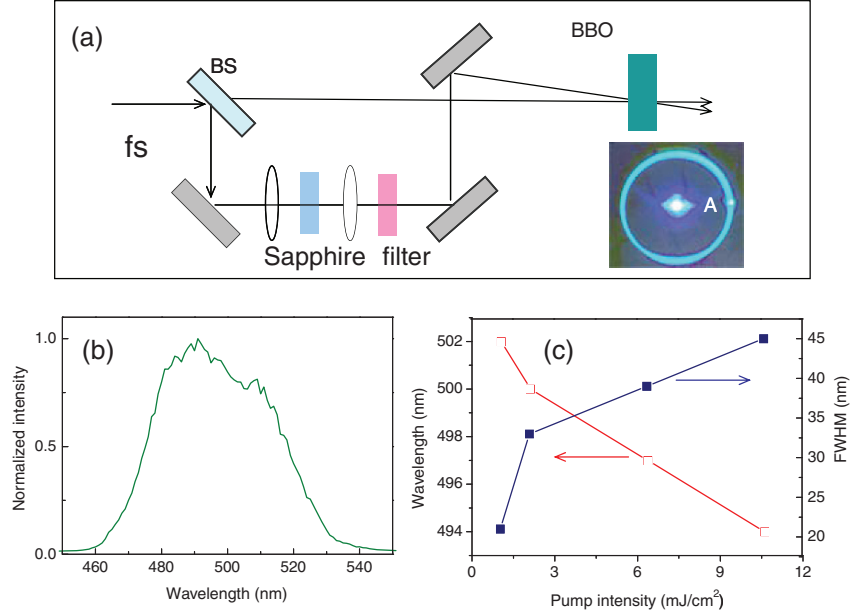 (a)
BS
BBO
fs
A
Sapphire filter
(b)
Normalized intensity
1.0
0.5
0.0
460 480 500 520 540
Wavelength (nm)
(c)
Wavelength (nm)
502
500
498
496
494
FWHM (nm)
45
40
35
30
25
20
0 3 6 9 12
Pump intensity (mJ/cm²)